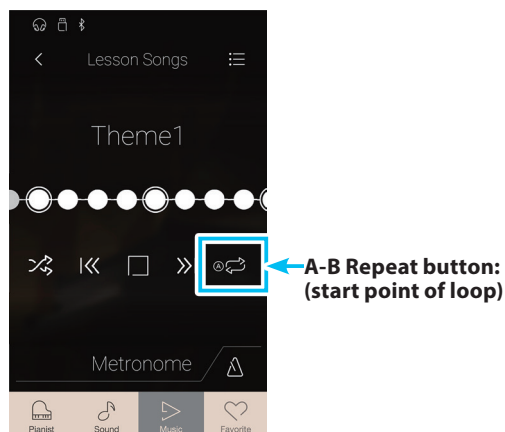 Lesson Songs
Theme1
A
A-B Repeat button:
(start point of loop)
Metronome
Pianist Sound Music Favorite